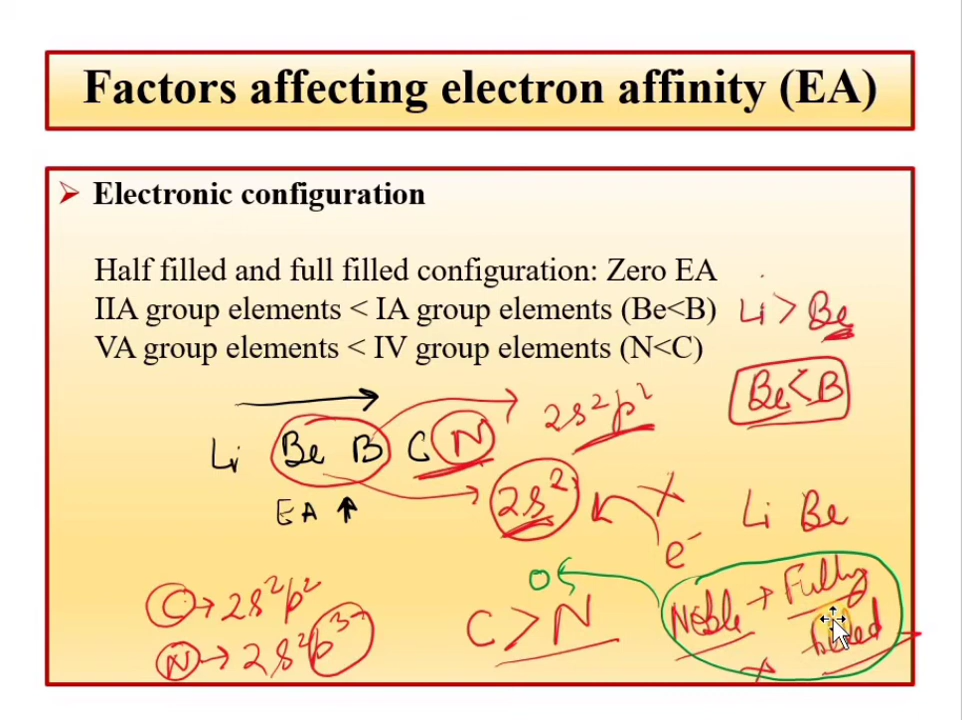 Factors affecting electron affinity (EA)
➤ Electronic configuration
Half filled and full filled configuration: Zero EA
IIA group elements < IA group elements (Be<B)
VA group elements < IV group elements (N<C)
Li > Be
Be < B
Li Be B C N
2s²p²
EA ↑
2s²
e⁻
Li Be
C → 2s²p²
N → 2s²p³
C > N
O
Noble → Fully
filled